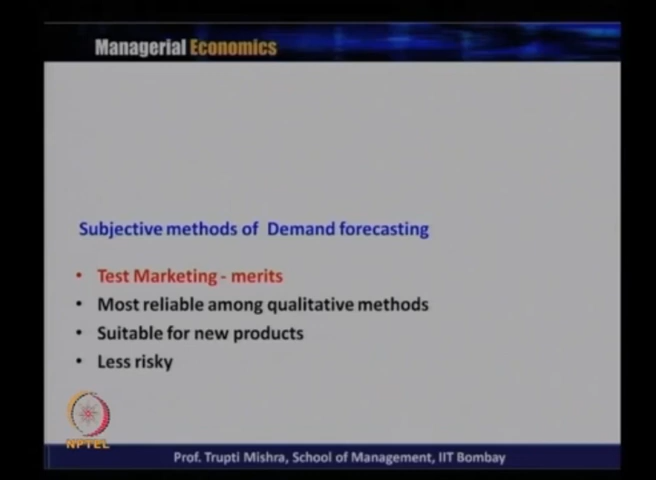 Managerial Economics
Subjective methods of Demand forecasting
• Test Marketing - merits
• Most reliable among qualitative methods
• Suitable for new products
• Less risky
NPTEL
Prof. Trupti Mishra, School of Management, IIT Bombay